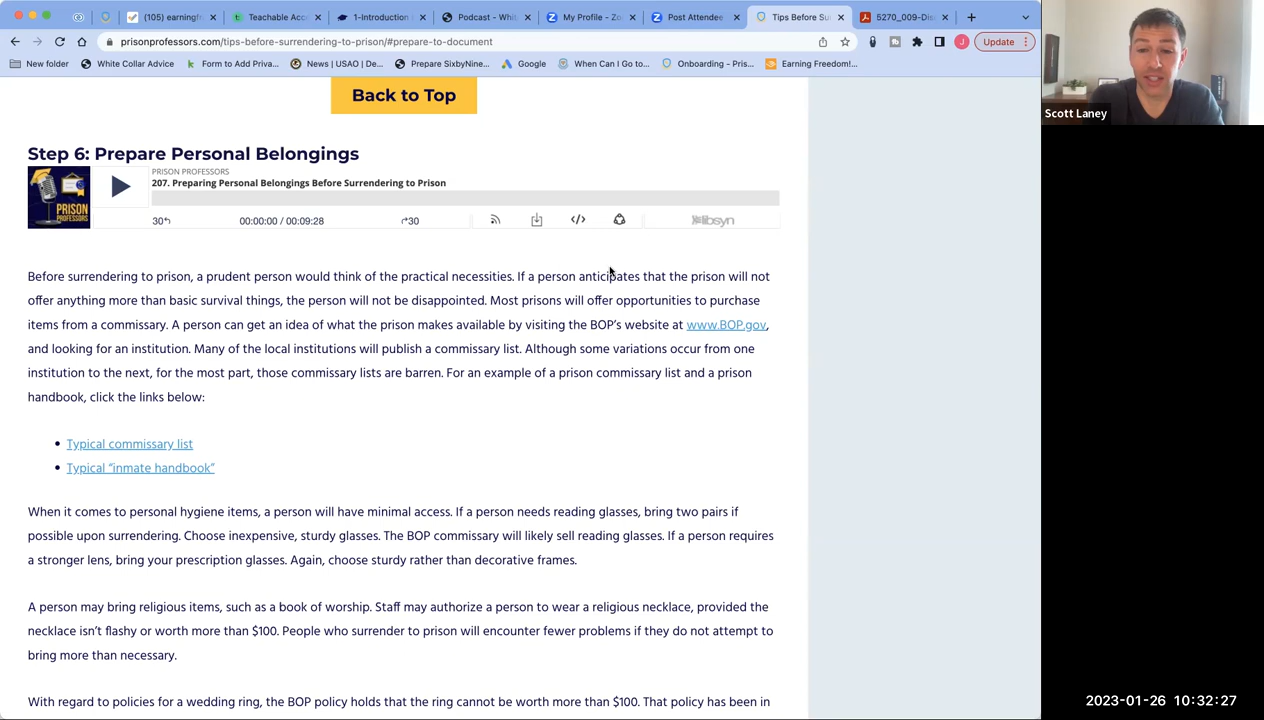 (105) earningfr
Teachable Acc
1-Introduction
Podcast - Whit
My Profile - Zo
Post Attendee
Tips Before Su
5270_009-Dis
prisonprofessors.com/tips-before-surrendering-to-prison/#prepare-to-document
J
Update
New folder
White Collar Advice
Form to Add Priva...
News | USAO | De...
Prepare SixbyNine...
Google
When Can I Go to...
Onboarding - Pris...
Earning Freedom!...
Scott Laney
Back to Top
Step 6: Prepare Personal Belongings
PRISON PROFESSORS
PRISON PROFESSORS
207. Preparing Personal Belongings Before Surrendering to Prison
30
00:00:00 / 00:09:28
30
libsyn
Before surrendering to prison, a prudent person would think of the practical necessities. If a person anticipates that the prison will not
offer anything more than basic survival things, the person will not be disappointed. Most prisons will offer opportunities to purchase
items from a commissary. A person can get an idea of what the prison makes available by visiting the BOP's website at www.BOP.gov,
and looking for an institution. Many of the local institutions will publish a commissary list. Although some variations occur from one
institution to the next, for the most part, those commissary lists are barren. For an example of a prison commissary list and a prison
handbook, click the links below:
• Typical commissary list
• Typical “inmate handbook”
When it comes to personal hygiene items, a person will have minimal access. If a person needs reading glasses, bring two pairs if
possible upon surrendering. Choose inexpensive, sturdy glasses. The BOP commissary will likely sell reading glasses. If a person requires
a stronger lens, bring your prescription glasses. Again, choose sturdy rather than decorative frames.
A person may bring religious items, such as a book of worship. Staff may authorize a person to wear a religious necklace, provided the
necklace isn't flashy or worth more than $100. People who surrender to prison will encounter fewer problems if they do not attempt to
bring more than necessary.
With regard to policies for a wedding ring, the BOP policy holds that the ring cannot be worth more than $100. That policy has been in
2023-01-26 10:32:27